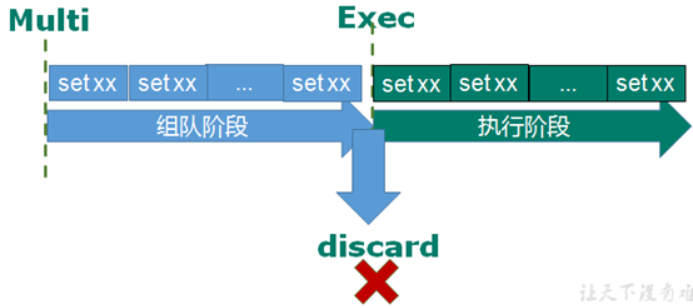 Multi
Exec
setxx setxx ... setxx setxx setxx ... setxx
组队阶段 执行阶段
discard
让天下没有难